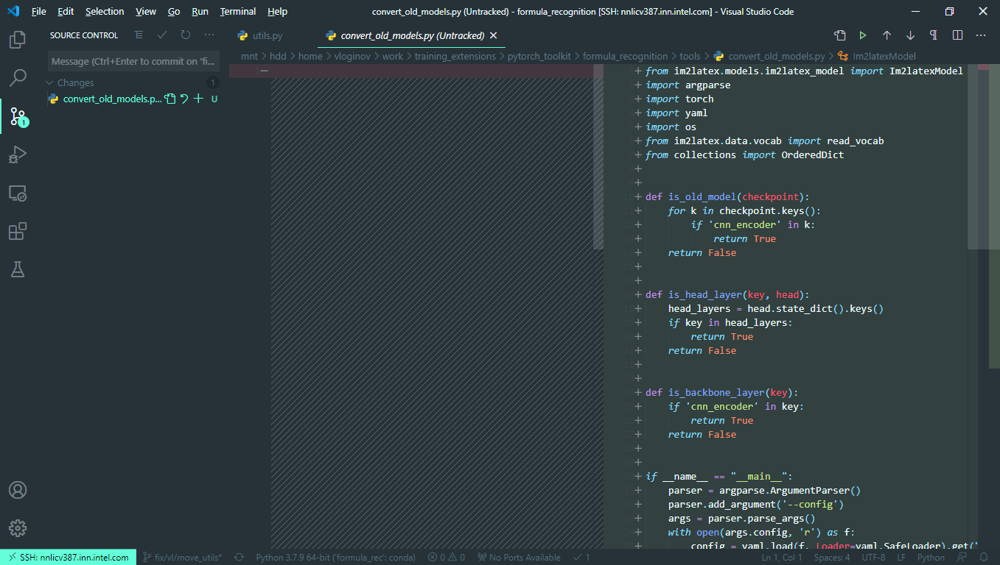 File Edit Selection View Go Run Terminal Help convert_old_models.py (Untracked) - formula_recognition [SSH: nnlicv387.inn.intel.com] - Visual Studio Code
SOURCE CONTROL
utils.py
convert_old_models.py (Untracked)
Message (Ctrl+Enter to commit on 'fi...
mnt > hdd > home > vloginov > work > training_extensions > pytorch_toolkit > formula_recognition > tools > convert_old_models.py > Im2latexModel
Changes 1
convert_old_models.p... U
1
+ from im2latex.models.im2latex_model import Im2latexModel
+ import argparse
+ import torch
+ import yaml
+ import os
+ from im2latex.data.vocab import read_vocab
+ from collections import OrderedDict
+
+
+ def is_old_model(checkpoint):
+     for k in checkpoint.keys():
+         if 'cnn_encoder' in k:
+             return True
+     return False
+
+
+ def is_head_layer(key, head):
+     head_layers = head.state_dict().keys()
+     if key in head_layers:
+         return True
+     return False
+
+
+ def is_backbone_layer(key):
+     if 'cnn_encoder' in key:
+         return True
+     return False
+
+
+ if __name__ == "__main__":
+     parser = argparse.ArgumentParser()
+     parser.add_argument('--config')
+     args = parser.parse_args()
+     with open(args.config, 'r') as f:
+         config = yaml.load(f, Loader=yaml.SafeLoader).get("
SSH: nnlicv387.inn.intel.com fix/vl/move_utils* Python 3.7.9 64-bit ('formula_rec': conda) 0 0 No Ports Available 1 Ln 1, Col 1 Spaces: 4 UTF-8 LF Python